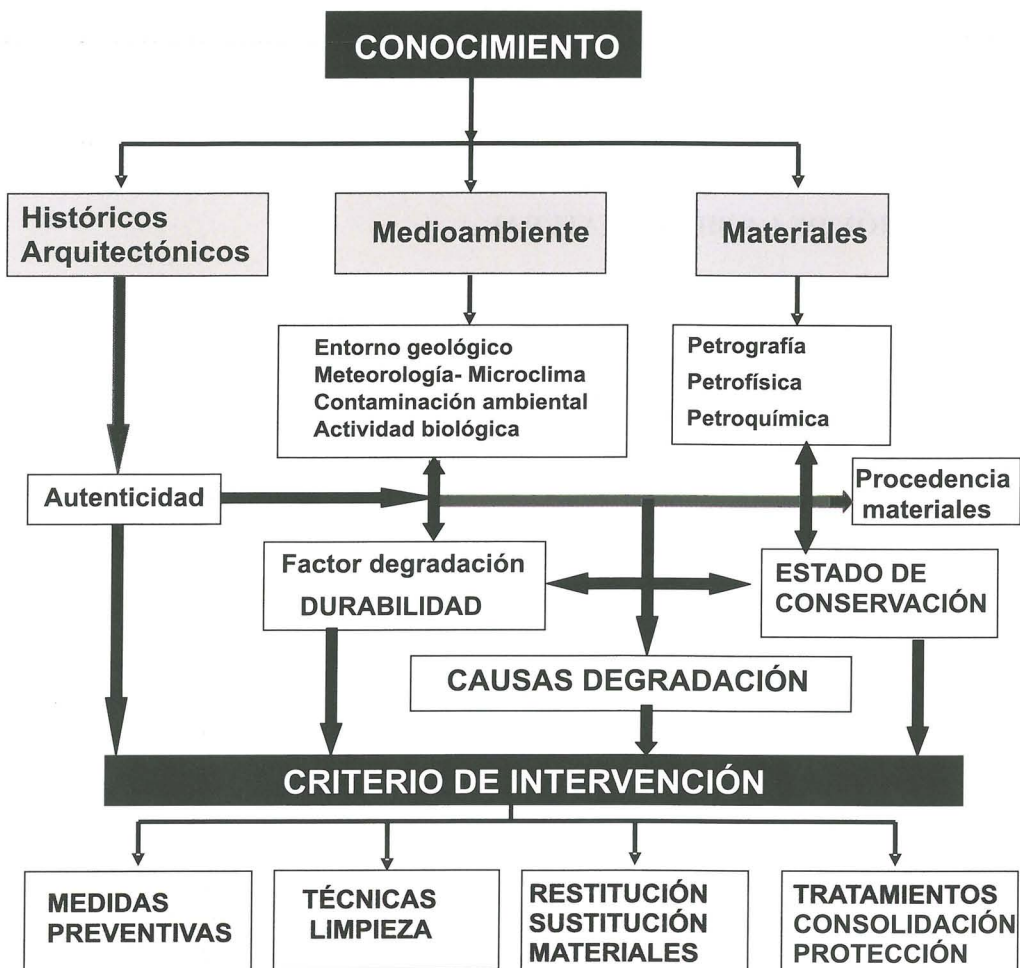 CONOCIMIENTO
Históricos
Arquitectónicos
Medioambiente
Materiales
Entorno geológico
Meteorología- Microclima
Contaminación ambiental
Actividad biológica
Petrografía
Petrofísica
Petroquímica
Autenticidad
Procedencia
materiales
Factor degradación
DURABILIDAD
ESTADO DE
CONSERVACIÓN
CAUSAS DEGRADACIÓN
CRITERIO DE INTERVENCIÓN
MEDIDAS
PREVENTIVAS
TÉCNICAS
LIMPIEZA
RESTITUCIÓN
SUSTITUCIÓN
MATERIALES
TRATAMIENTOS
CONSOLIDACIÓN
PROTECCIÓN